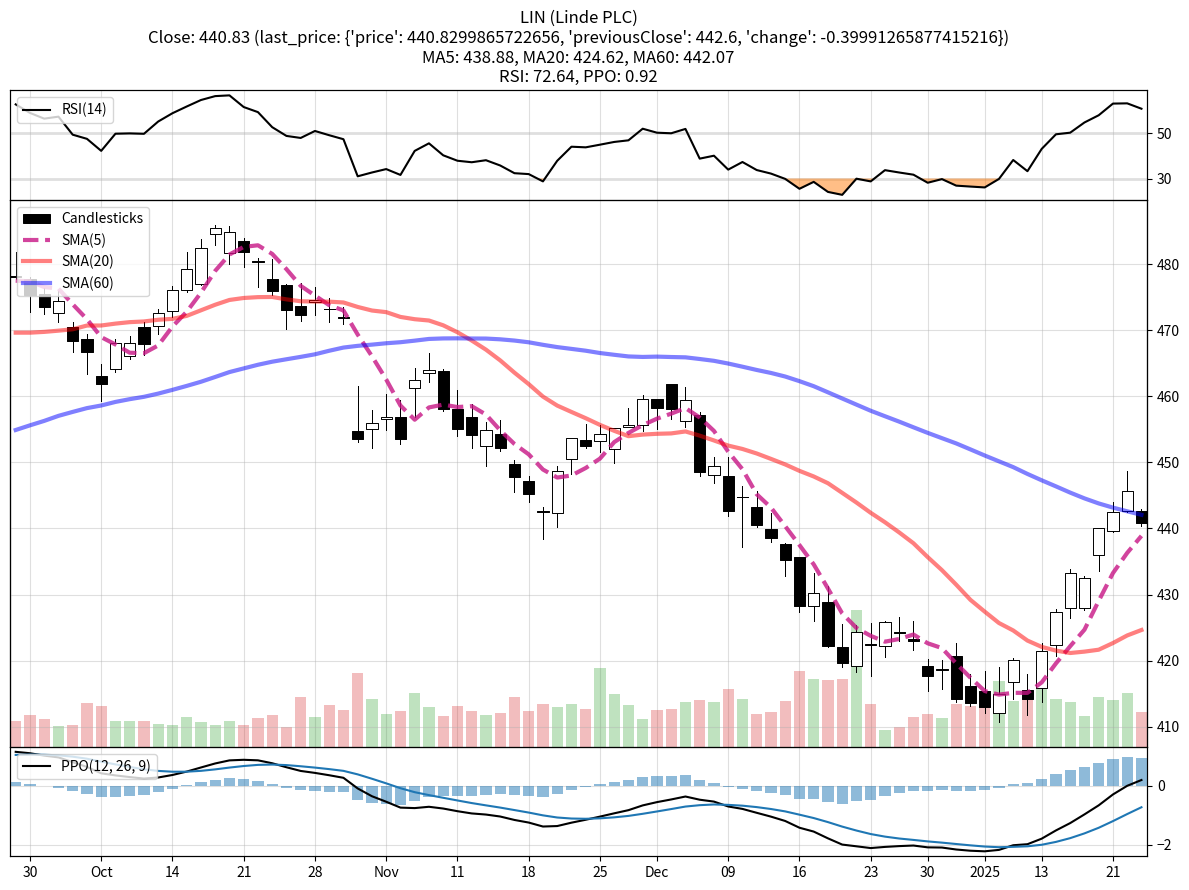 LIN (Linde PLC)
Close: 440.83 (last_price: {'price': 440.8299865722656, 'previousClose': 442.6, 'change': -0.39991265877415216})
MA5: 438.88, MA20: 424.62, MA60: 442.07
RSI: 72.64, PPO: 0.92
RSI(14)
50
30
Candlesticks
SMA(5)
SMA(20)
SMA(60)
480
470
460
450
440
430
420
410
PPO(12, 26, 9)
0
−2
30 Oct 14 21 28 Nov 11 18 25 Dec 09 16 23 30 2025 13 21